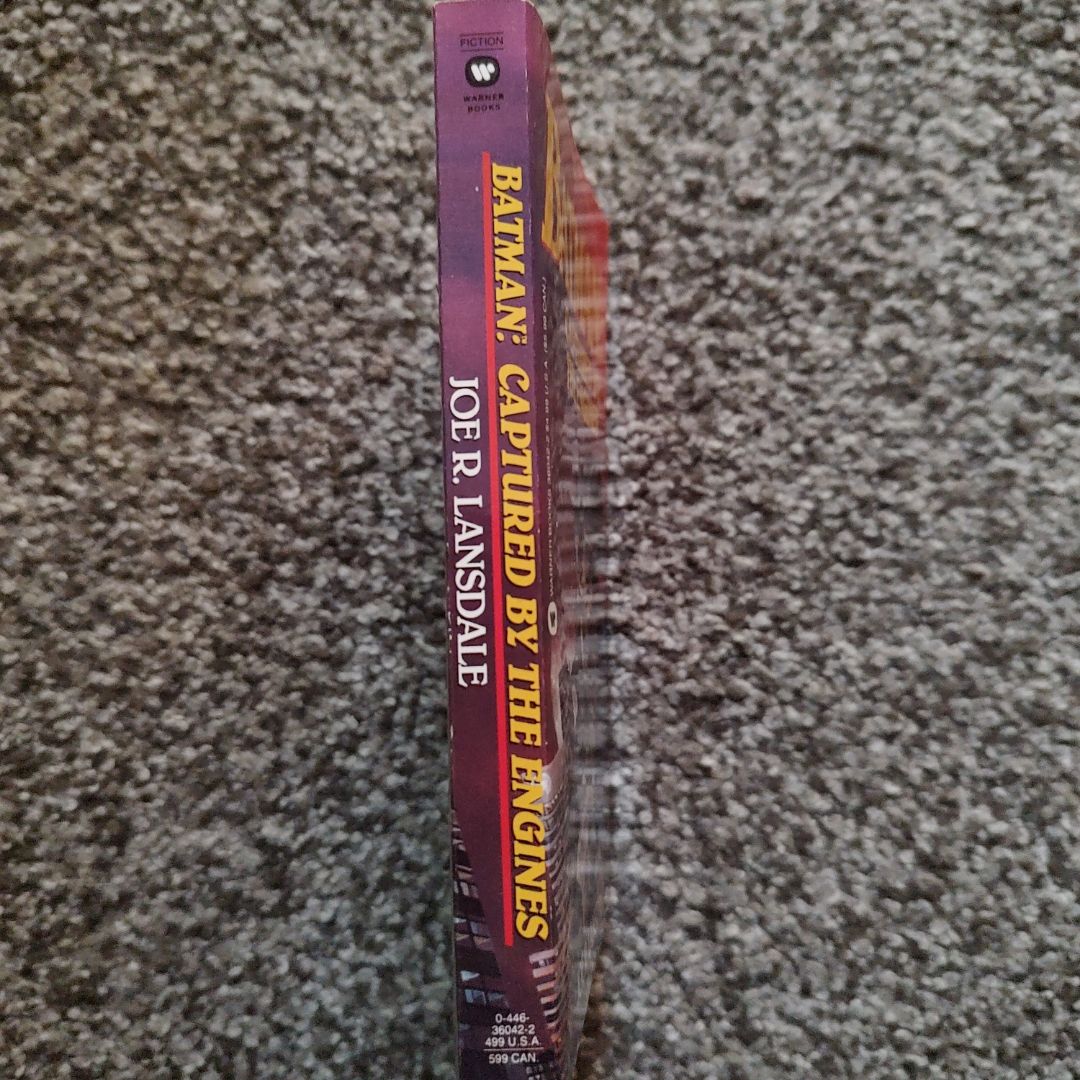 FICTION
WARNER
BOOKS
BATMAN: CAPTURED BY THE ENGINES
JOE R. LANSDALE
0-446-
36042-2
499 U.S.A.
599 CAN.